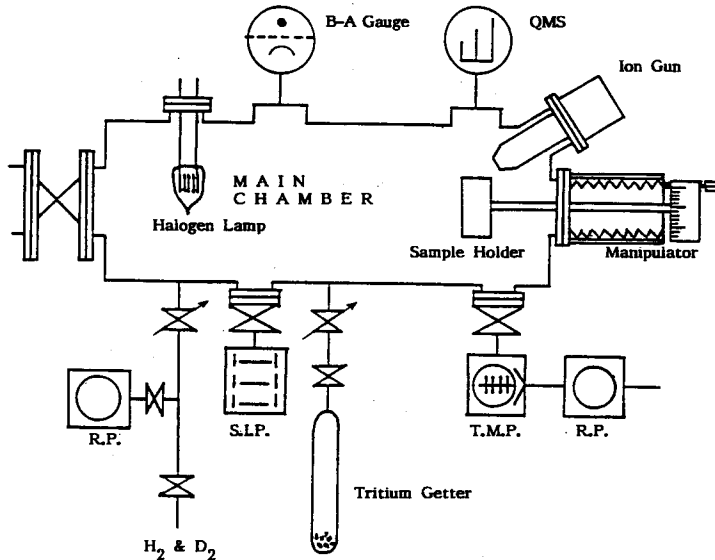 B-A Gauge
QMS
Ion Gun
MAIN
CHAMBER
Halogen Lamp
Sample Holder
Manipulator
R.P.
S.I.P.
T.M.P.
R.P.
Tritium Getter
H₂ & D₂